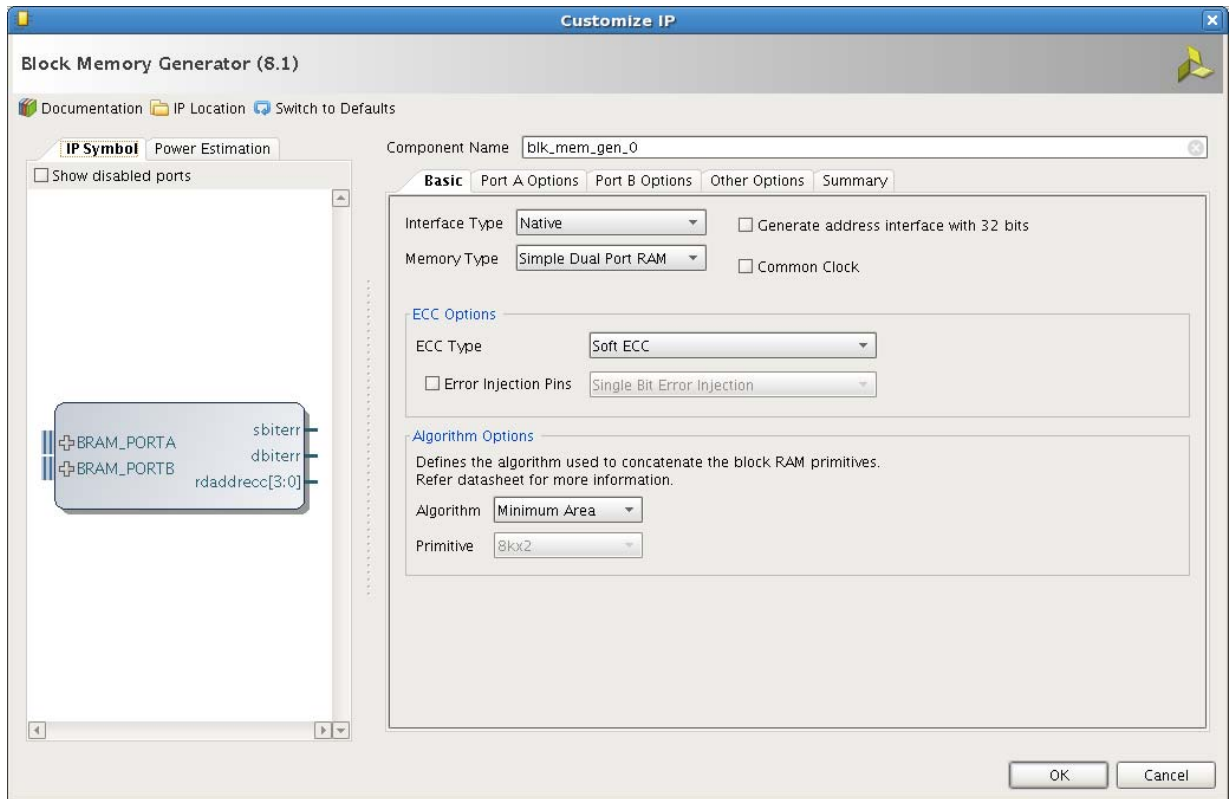 Customize IP
Block Memory Generator (8.1)
Documentation IP Location Switch to Defaults
IP Symbol Power Estimation
Show disabled ports
BRAM_PORTA
BRAM_PORTB
sbiterr
dbiterr
rdaddrecc[3:0]
Component Name blk_mem_gen_0
Basic Port A Options Port B Options Other Options Summary
Interface Type Native Generate address interface with 32 bits
Memory Type Simple Dual Port RAM Common Clock
ECC Options
ECC Type Soft ECC
Error Injection Pins Single Bit Error Injection
Algorithm Options
Defines the algorithm used to concatenate the block RAM primitives.
Refer datasheet for more information.
Algorithm Minimum Area
Primitive 8kx2
OK Cancel